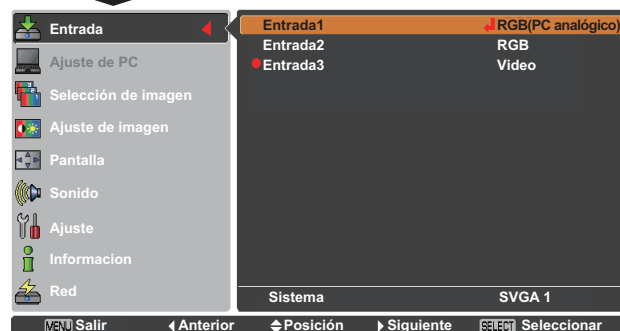 Entrada
Ajuste de PC
Selección de imagen
Ajuste de imagen
Pantalla
Sonido
Ajuste
Informacion
Red
Entrada1 RGB(PC analógico)
Entrada2 RGB
Entrada3 Video
Sistema SVGA 1
MENU Salir Anterior Posición Siguiente SELECT Seleccionar